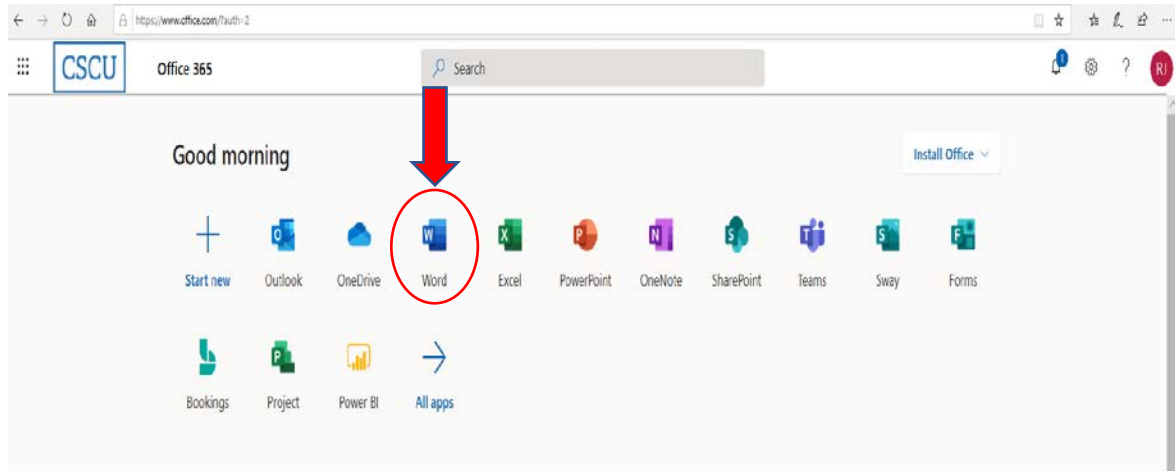 https://www.office.com/?auth=2
CSCU Office 365 Search 1 ? RJ
Good morning Install Office
Start new Outlook OneDrive Word Excel PowerPoint OneNote SharePoint Teams Sway Forms
Bookings Project Power BI All apps